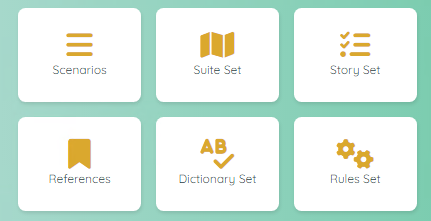 Scenarios
Suite Set
Story Set
References
AB
Dictionary Set
Rules Set